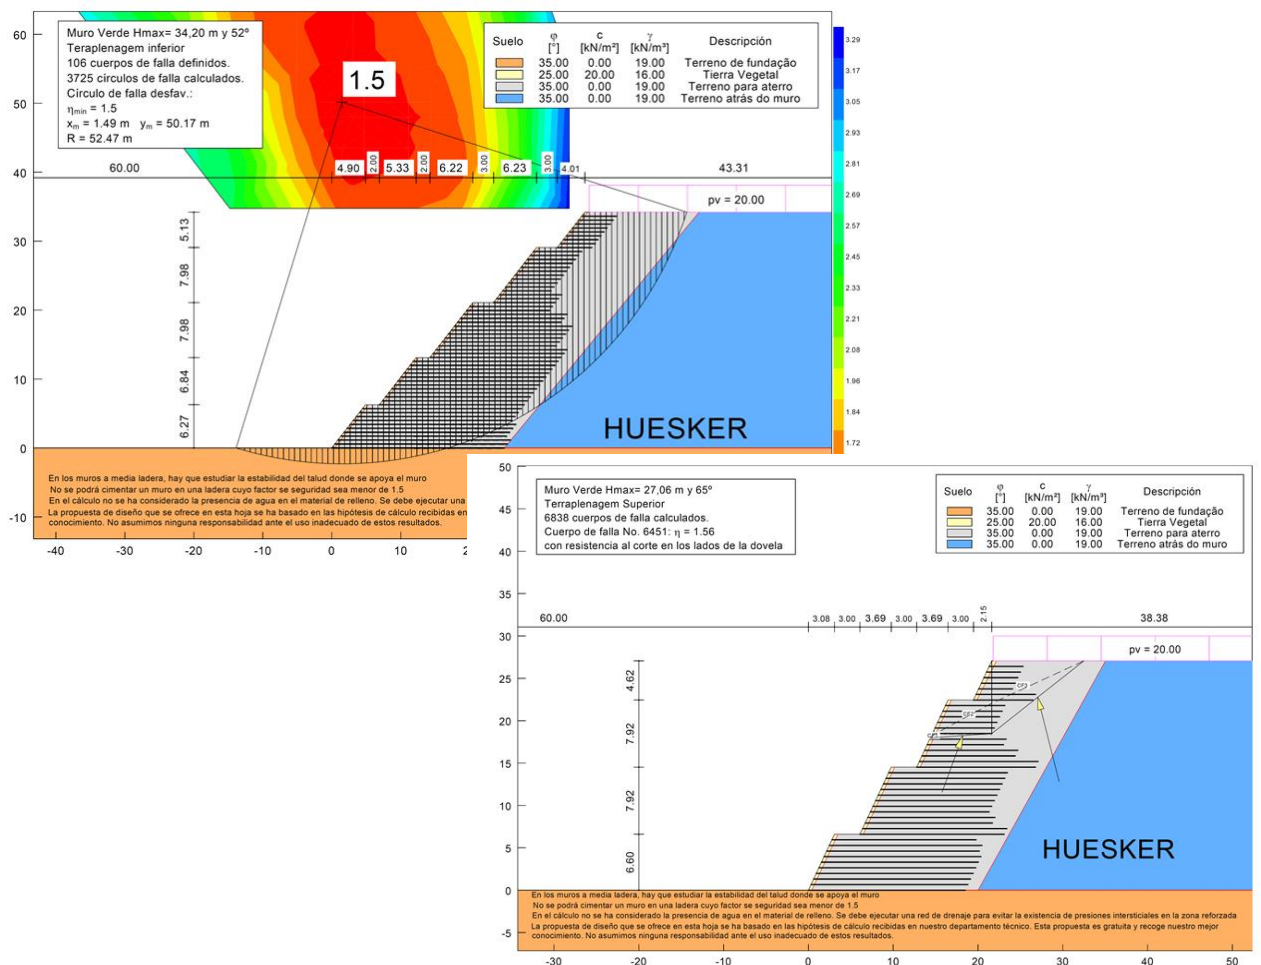 Muro Verde Hmax= 34,20 m y 52º
Teraplenagem inferior
106 cuerpos de falla definidos.
3725 circulos de falla calculados.
Circulo de falla desfav.:
ηmin = 1.5
xm = 1.49 m ym = 50.17 m
R = 52.47 m
1.5
Suelo φ [°] c [kN/m²] γ [kN/m³] Descripción
35.00 0.00 19.00 Terreno de fundação
25.00 20.00 16.00 Tierra Vegetal
35.00 0.00 19.00 Terreno para aterro
35.00 0.00 19.00 Terreno atrás do muro
60.00 4.90 2.00 5.33 2.00 6.22 3.00 6.23 3.00 4.01 43.31
pv = 20.00
5.13
7.98
7.98
6.84
6.27
HUESKER
60
50
40
30
20
10
0
-10
3.29
3.17
3.05
2.93
2.81
2.69
2.57
2.45
2.33
2.21
2.08
1.96
1.84
1.72
En los muros a media ladera, hay que estudiar la estabilidad del talud donde se apoya el muro
No se podrá cimentar un muro en una ladera cuyo factor se seguridad sea menor de 1.5
En el cálculo no se ha considerado la presencia de agua en el material de relleno. Se debe ejecutar una
La propuesta de diseño que se ofrece en esta hoja se ha basado en las hipótesis de cálculo recibidas en
conocimiento. No asumimos ninguna responsabilidad ante el uso inadecuado de estos resultados.
-40 -30 -20 -10 0 10
Muro Verde Hmax= 27,06 m y 65º
Terraplenagem Superior
6838 cuerpos de falla calculados.
Cuerpo de falla No. 6451: η = 1.56
con resistencia al corte en los lados de la dovela
Suelo φ [°] c [kN/m²] γ [kN/m³] Descripción
35.00 0.00 19.00 Terreno de fundação
25.00 20.00 16.00 Tierra Vegetal
35.00 0.00 19.00 Terreno para aterro
35.00 0.00 19.00 Terreno atrás do muro
60.00 3.08 3.00 3.69 3.00 3.69 3.00 2.15 38.38
pv = 20.00
4.62
7.92
7.92
6.60
HUESKER
50
45
40
35
30
25
20
15
10
5
0
-5
En los muros a media ladera, hay que estudiar la estabilidad del talud donde se apoya el muro
No se podrá cimentar un muro en una ladera cuyo factor se seguridad sea menor de 1.5
En el cálculo no se ha considerado la presencia de agua en el material de relleno. Se debe ejecutar una red de drenaje para evitar la existencia de presiones intersticiales en la zona reforzada
La propuesta de diseño que se ofrece en esta hoja se ha basado en las hipótesis de cálculo recibidas en nuestro departamento técnico. Esta propuesta es gratuita y recoge nuestro mejor
conocimiento. No asumimos ninguna responsabilidad ante el uso inadecuado de estos resultados.
-30 -20 -10 0 10 20 30 40 50